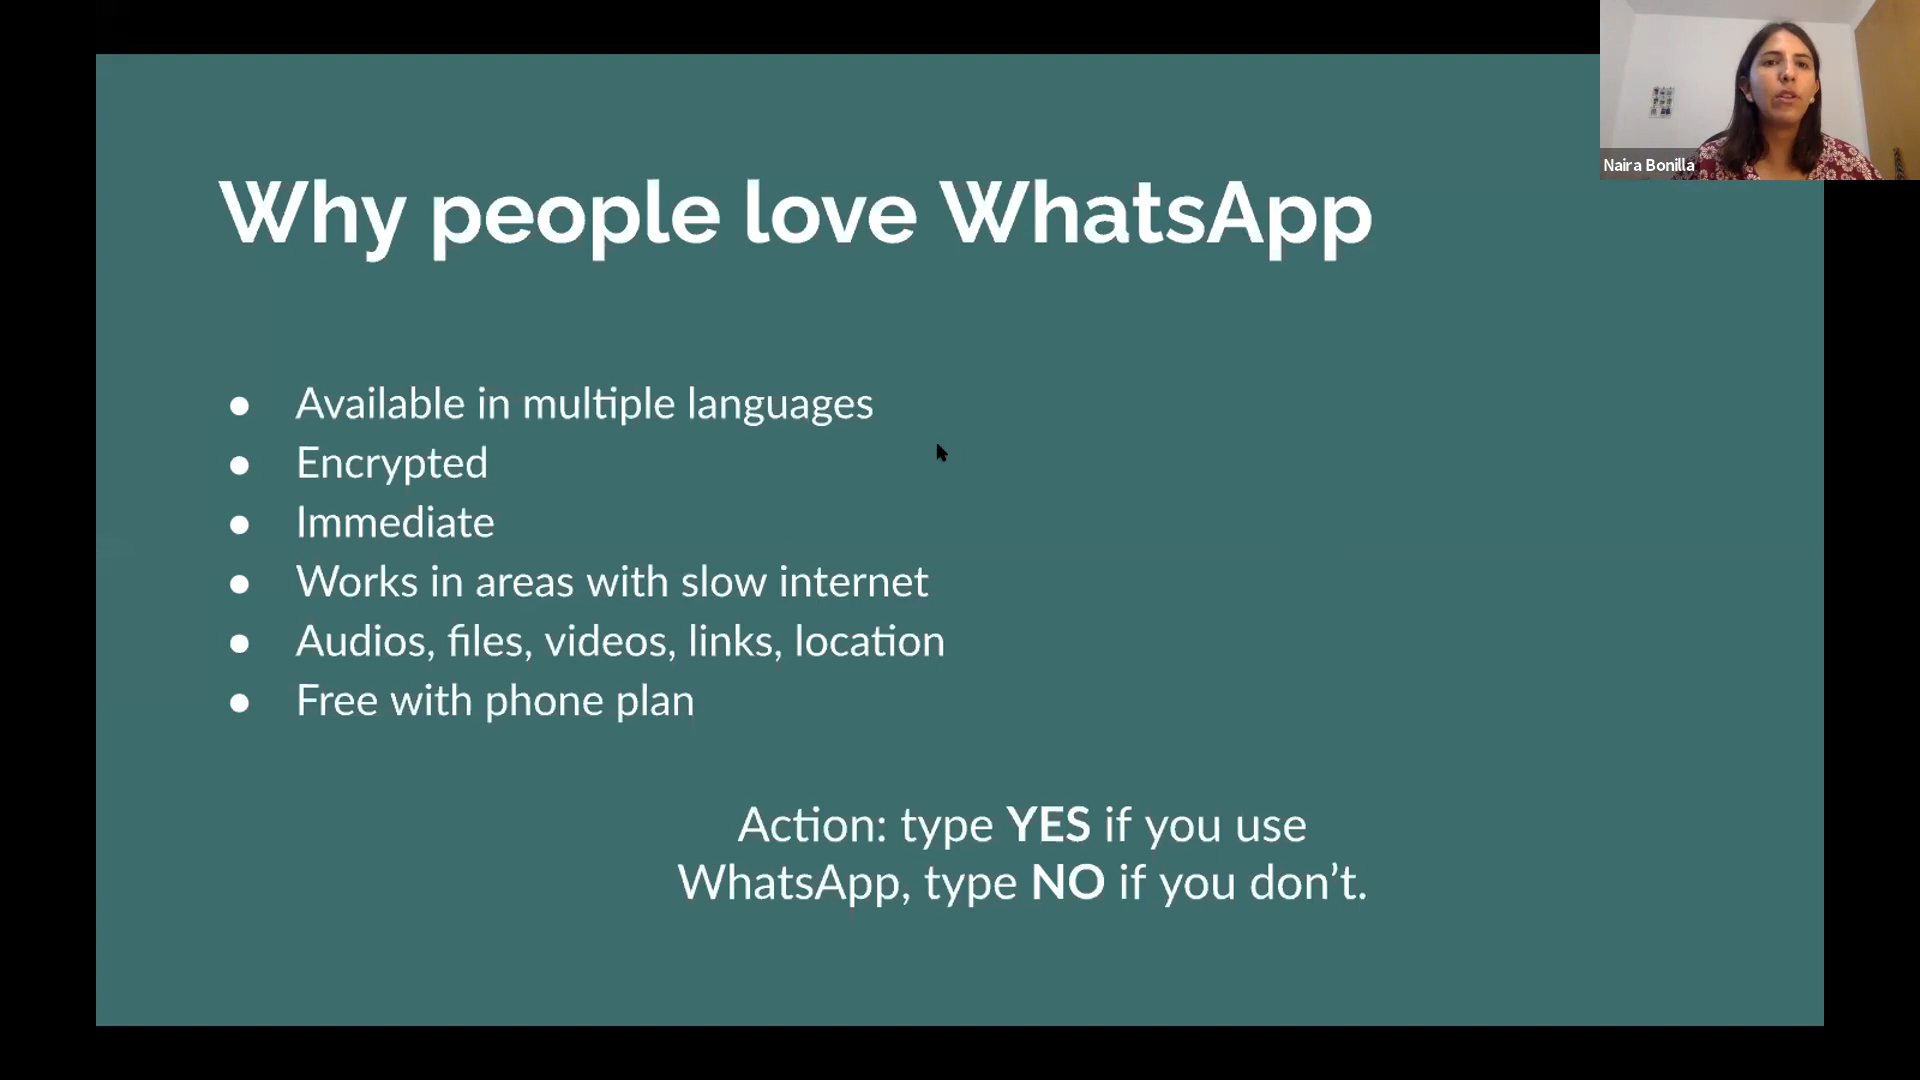 Why people love WhatsApp
● Available in multiple languages
● Encrypted
● Immediate
● Works in areas with slow internet
● Audios, files, videos, links, location
● Free with phone plan
Action: type YES if you use
WhatsApp, type NO if you don’t.
Naira Bonilla